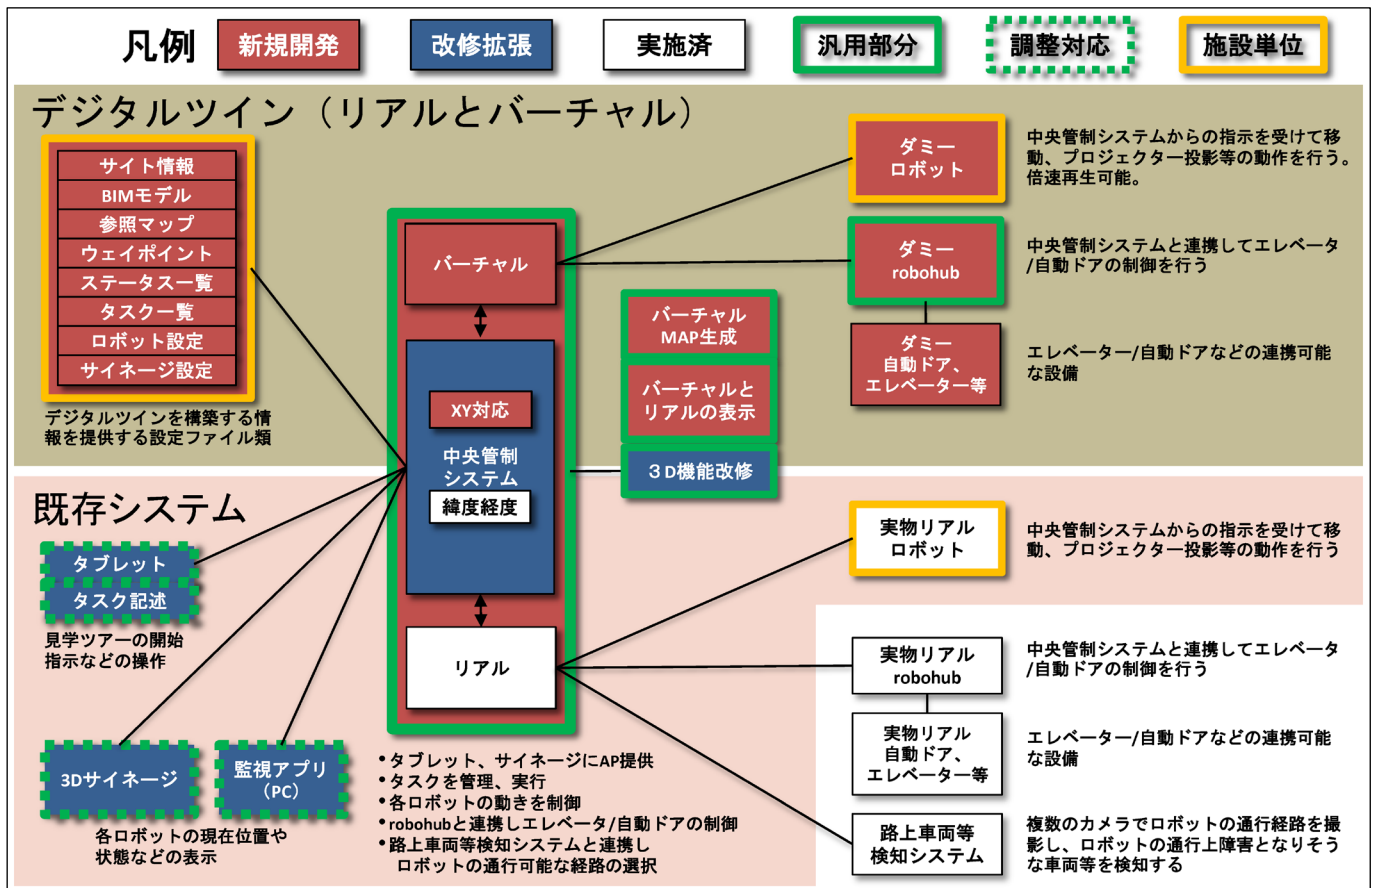 凡例
新規開発
改修拡張
実施済
汎用部分
調整対応
施設単位
デジタルツイン（リアルとバーチャル）
サイト情報
BIMモデル
参照マップ
ウェイポイント
ステータス一覧
タスク一覧
ロボット設定
サイネージ設定
デジタルツインを構築する情
報を提供する設定ファイル類
バーチャル
XY対応
中央管制
システム
緯度経度
リアル
バーチャル
MAP生成
バーチャルと
リアルの表示
３D機能改修
ダミー
ロボット
中央管制システムからの指示を受けて移
動、プロジェクター投影等の動作を行う。
倍速再生可能。
ダミー
robohub
中央管制システムと連携してエレベータ
/自動ドアの制御を行う
ダミー
自動ドア、
エレベーター等
エレベーター/自動ドアなどの連携可能
な設備
既存システム
タブレット
タスク記述
見学ツアーの開始
指示などの操作
3Dサイネージ
監視アプリ
（PC）
各ロボットの現在位置や
状態などの表示
•タブレット、サイネージにAP提供
•タスクを管理、実行
•各ロボットの動きを制御
•robohubと連携しエレベータ/自動ドアの制御
•路上車両等検知システムと連携し
ロボットの通行可能な経路の選択
実物リアル
ロボット
中央管制システムからの指示を受けて移
動、プロジェクター投影等の動作を行う
実物リアル
robohub
中央管制システムと連携してエレベータ
/自動ドアの制御を行う
実物リアル
自動ドア、
エレベーター等
エレベーター/自動ドアなどの連携可能
な設備
路上車両等
検知システム
複数のカメラでロボットの通行経路を撮
影し、ロボットの通行上障害となりそう
な車両等を検知する